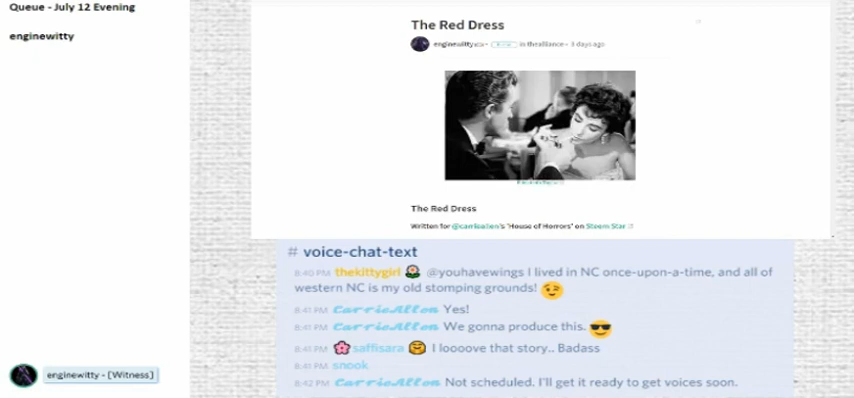 Queue - July 12 Evening
enginewitty
The Red Dress
enginewitty in thealliance • 3 days ago
The Red Dress
Written for @carrieallen's 'House of Horrors' on Steem Star
# voice-chat-text
8:40 PM thekittygirl @youhavewings I lived in NC once-upon-a-time, and all of
western NC is my old stomping grounds!
8:41 PM CarrieAllen Yes!
8:41 PM CarrieAllen We gonna produce this.
8:41 PM saffisara I loooove that story.. Badass
8:41 PM snook
8:42 PM CarrieAllen Not scheduled. I'll get it ready to get voices soon.
enginewitty - [Witness]